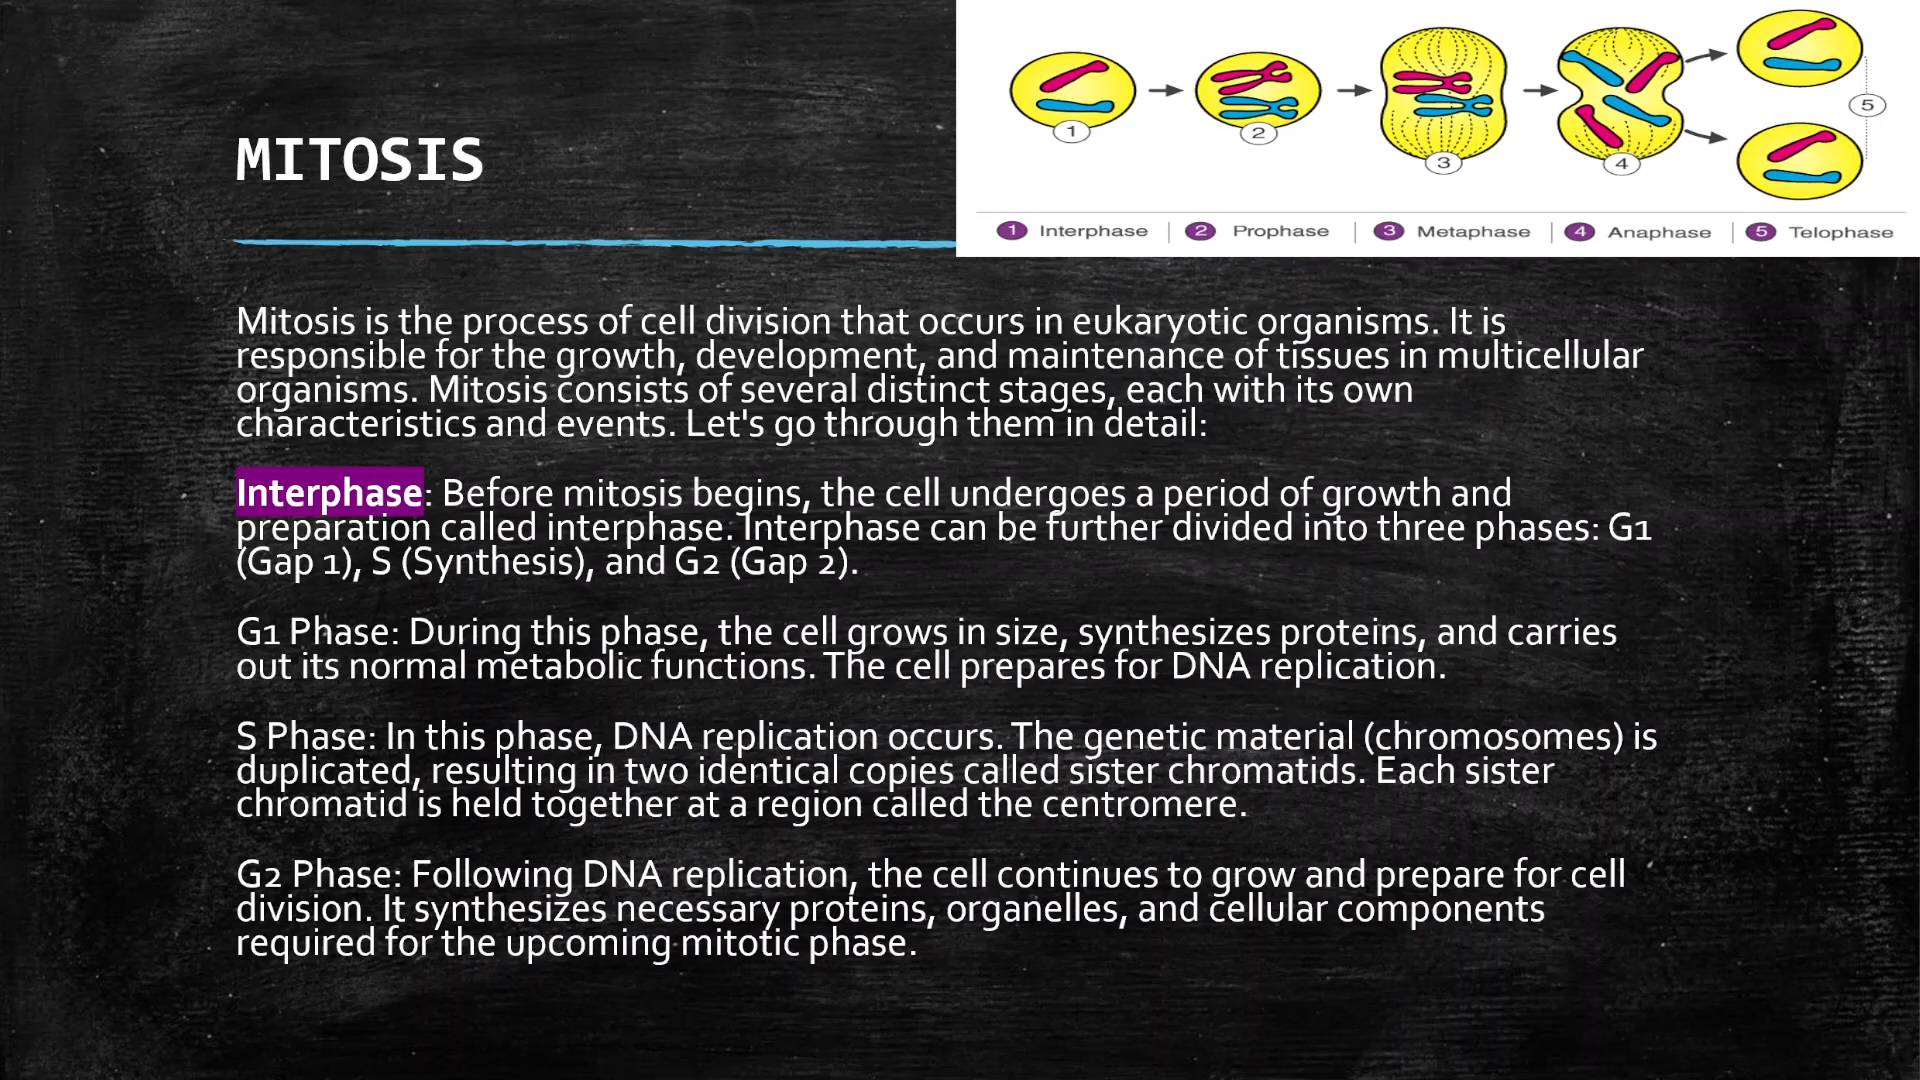 MITOSIS
1
2
3
4
5
1 Interphase
2 Prophase
3 Metaphase
4 Anaphase
5 Telophase
Mitosis is the process of cell division that occurs in eukaryotic organisms. It is
responsible for the growth, development, and maintenance of tissues in multicellular
organisms. Mitosis consists of several distinct stages, each with its own
characteristics and events. Let's go through them in detail:
Interphase: Before mitosis begins, the cell undergoes a period of growth and
preparation called interphase. Interphase can be further divided into three phases: G1
(Gap 1), S (Synthesis), and G2 (Gap 2).
G1 Phase: During this phase, the cell grows in size, synthesizes proteins, and carries
out its normal metabolic functions. The cell prepares for DNA replication.
S Phase: In this phase, DNA replication occurs. The genetic material (chromosomes) is
duplicated, resulting in two identical copies called sister chromatids. Each sister
chromatid is held together at a region called the centromere.
G2 Phase: Following DNA replication, the cell continues to grow and prepare for cell
division. It synthesizes necessary proteins, organelles, and cellular components
required for the upcoming mitotic phase.